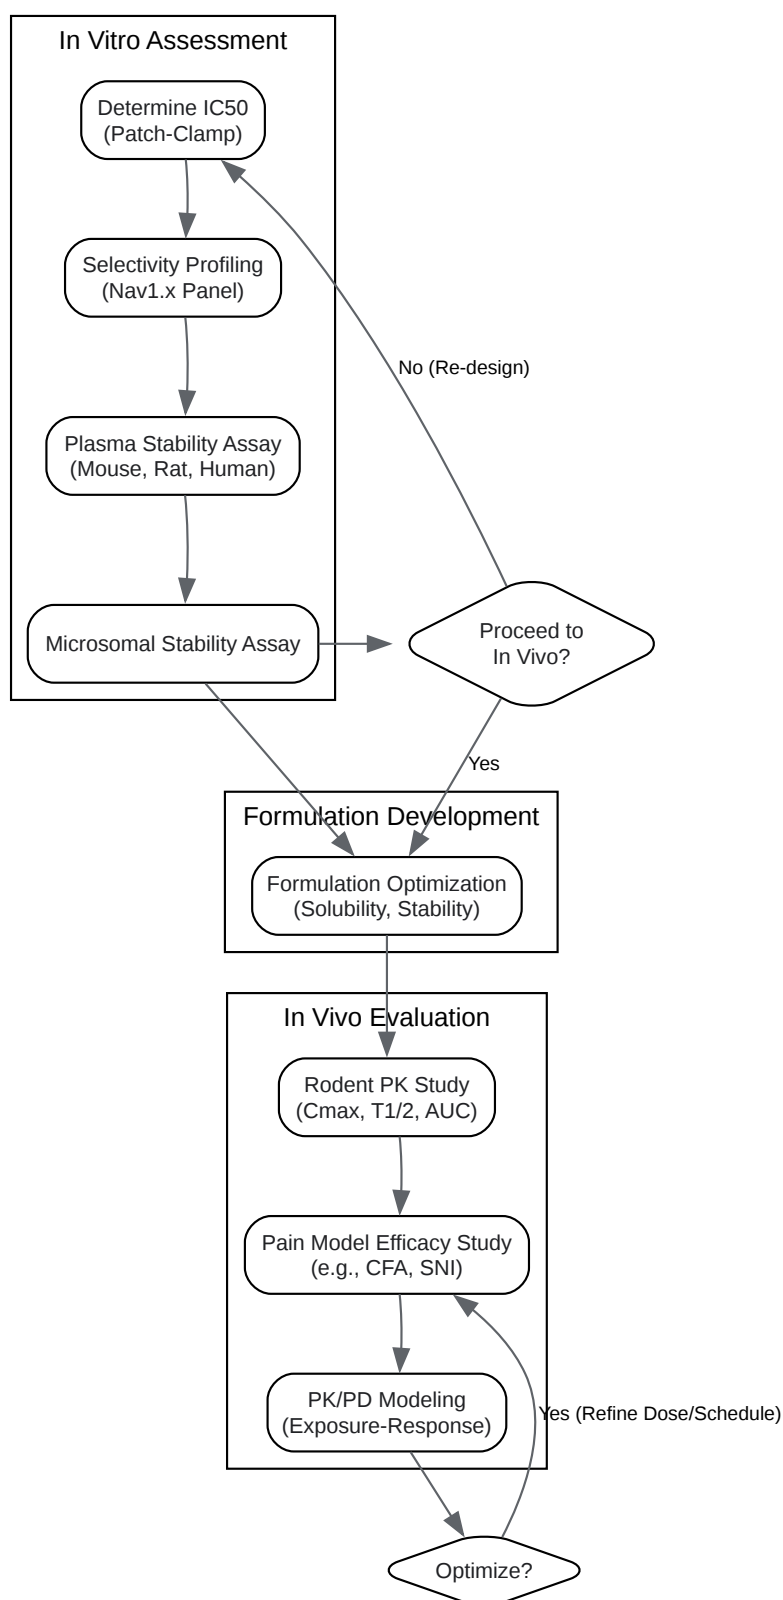 In Vitro Assessment
Determine IC50
(Patch-Clamp)
Selectivity Profiling
(Nav1.x Panel)
No (Re-design)
Plasma Stability Assay
(Mouse, Rat, Human)
Microsomal Stability Assay
Proceed to
In Vivo?
Yes
Formulation Development
Formulation Optimization
(Solubility, Stability)
In Vivo Evaluation
Rodent PK Study
(Cmax, T1/2, AUC)
Pain Model Efficacy Study
(e.g., CFA, SNI)
PK/PD Modeling
(Exposure-Response)
Yes (Refine Dose/Schedule)
Optimize?